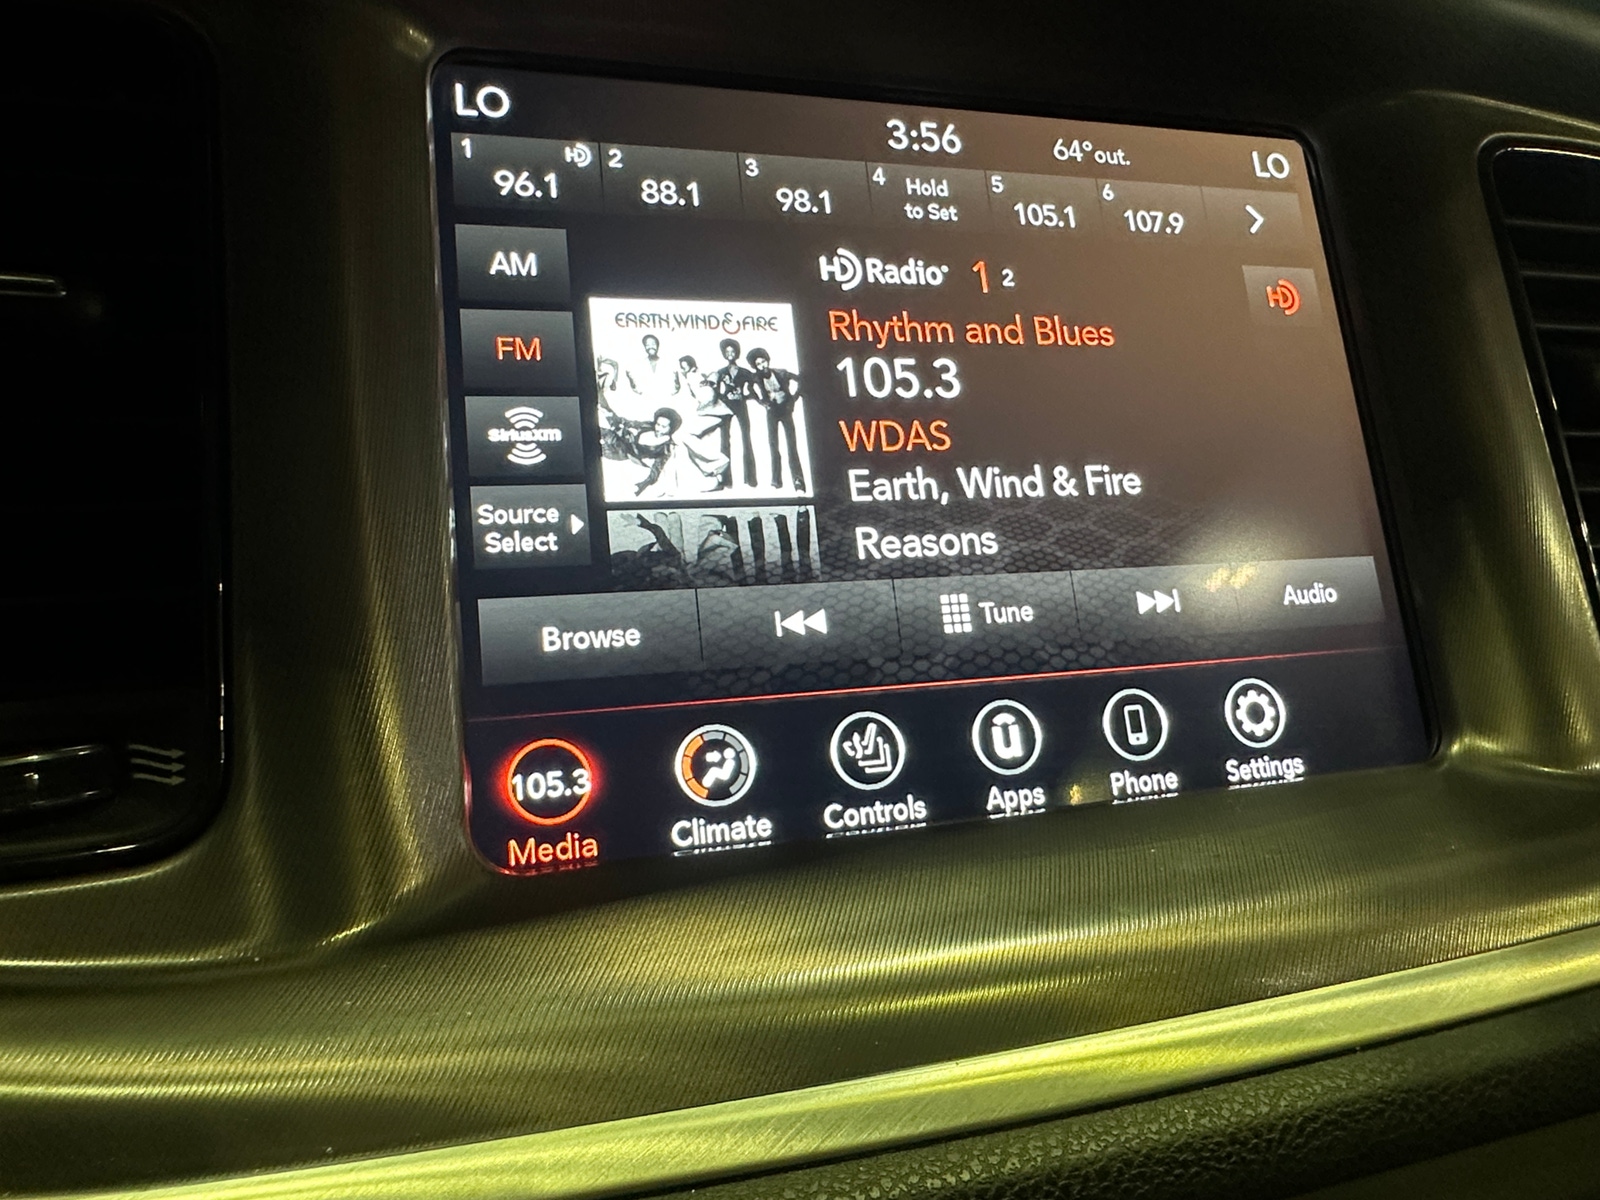 LO
3:56
64° out.
LO
1 96.1 HD
2 88.1
3 98.1
4 Hold to Set
5 105.1
6 107.9
AM
FM
SiriusXM
Source
Select
EARTH, WIND & FIRE
HD Radio 1 2
HD
Rhythm and Blues
105.3
WDAS
Earth, Wind & Fire
Reasons
Browse
Tune
Audio
105.3
Media
Climate
Controls
Apps
Phone
Settings